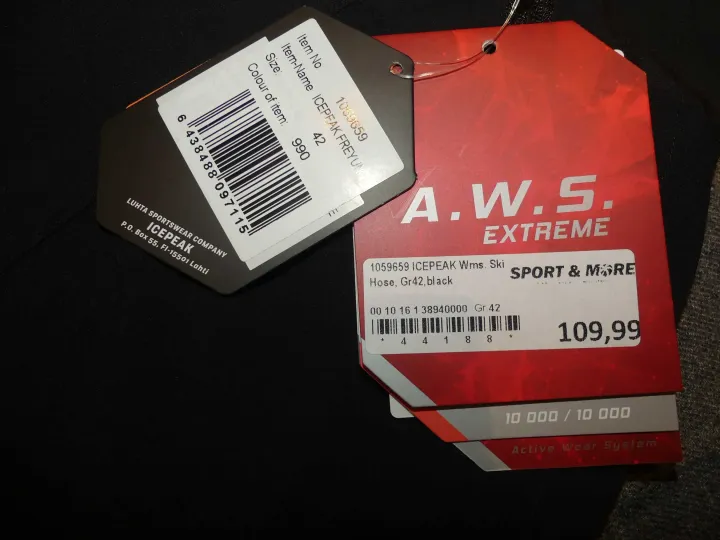 Item No 1059659
Item-Name ICEPEAK FREYUN
Size: 42
Colour of Item: 990
6 438488 097115
LUHTA SPORTSWEAR COMPANY
ICEPEAK
P.O. Box 55, FI-15501 Lahti
A.W.S.
EXTREME
1059659 ICEPEAK Wms. Ski
Hose, Gr42,black
SPORT & MORE
00 10 16 1 38940000 Gr.42
* 4 4 1 8 8 *
109,99
10 000 / 10 000
Active Wear System